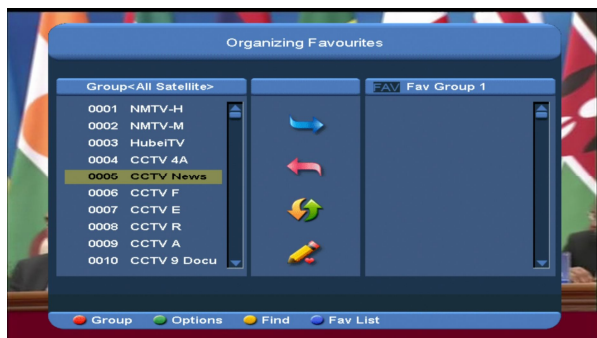 Organizing Favourites
Group<All Satellite>
FAV Fav Group 1
0001 NMTV-H
0002 NMTV-M
0003 HubeiTV
0004 CCTV 4A
0005 CCTV News
0006 CCTV F
0007 CCTV E
0008 CCTV R
0009 CCTV A
0010 CCTV 9 Docu
Group Options Find Fav List